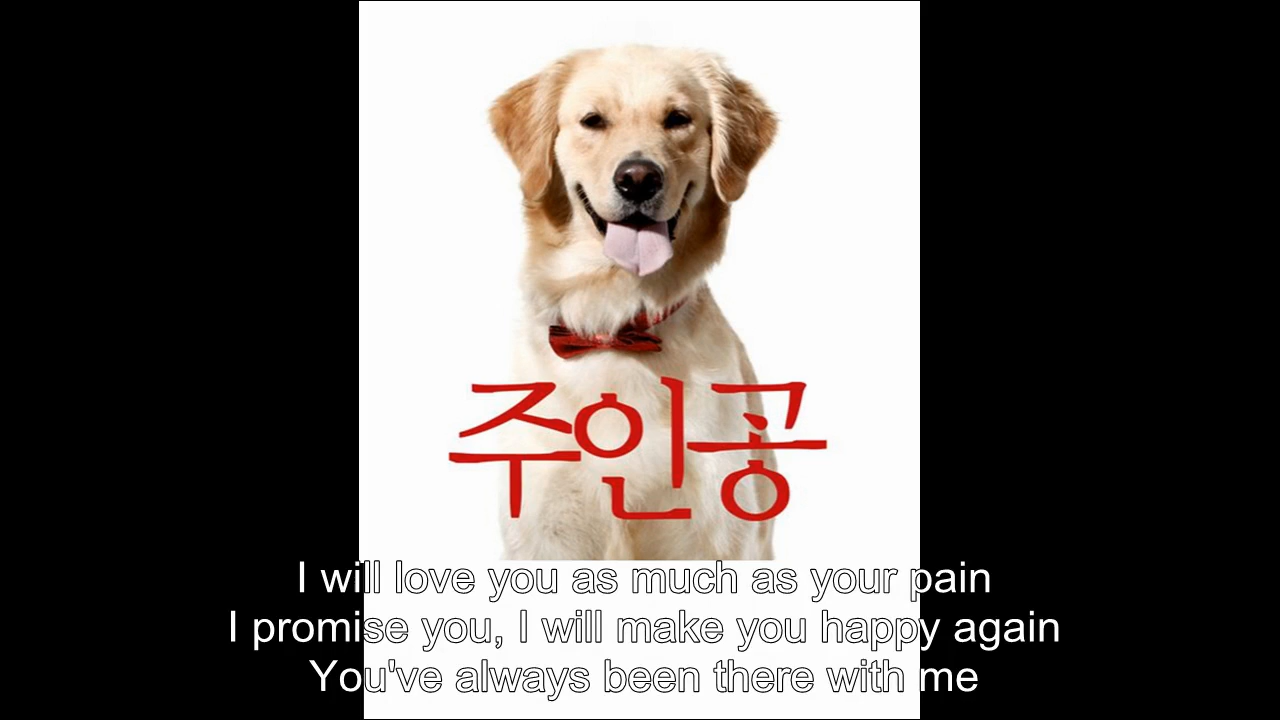 주인공
I will love you as much as your pain
I promise you, I will make you happy again
You've always been there with me